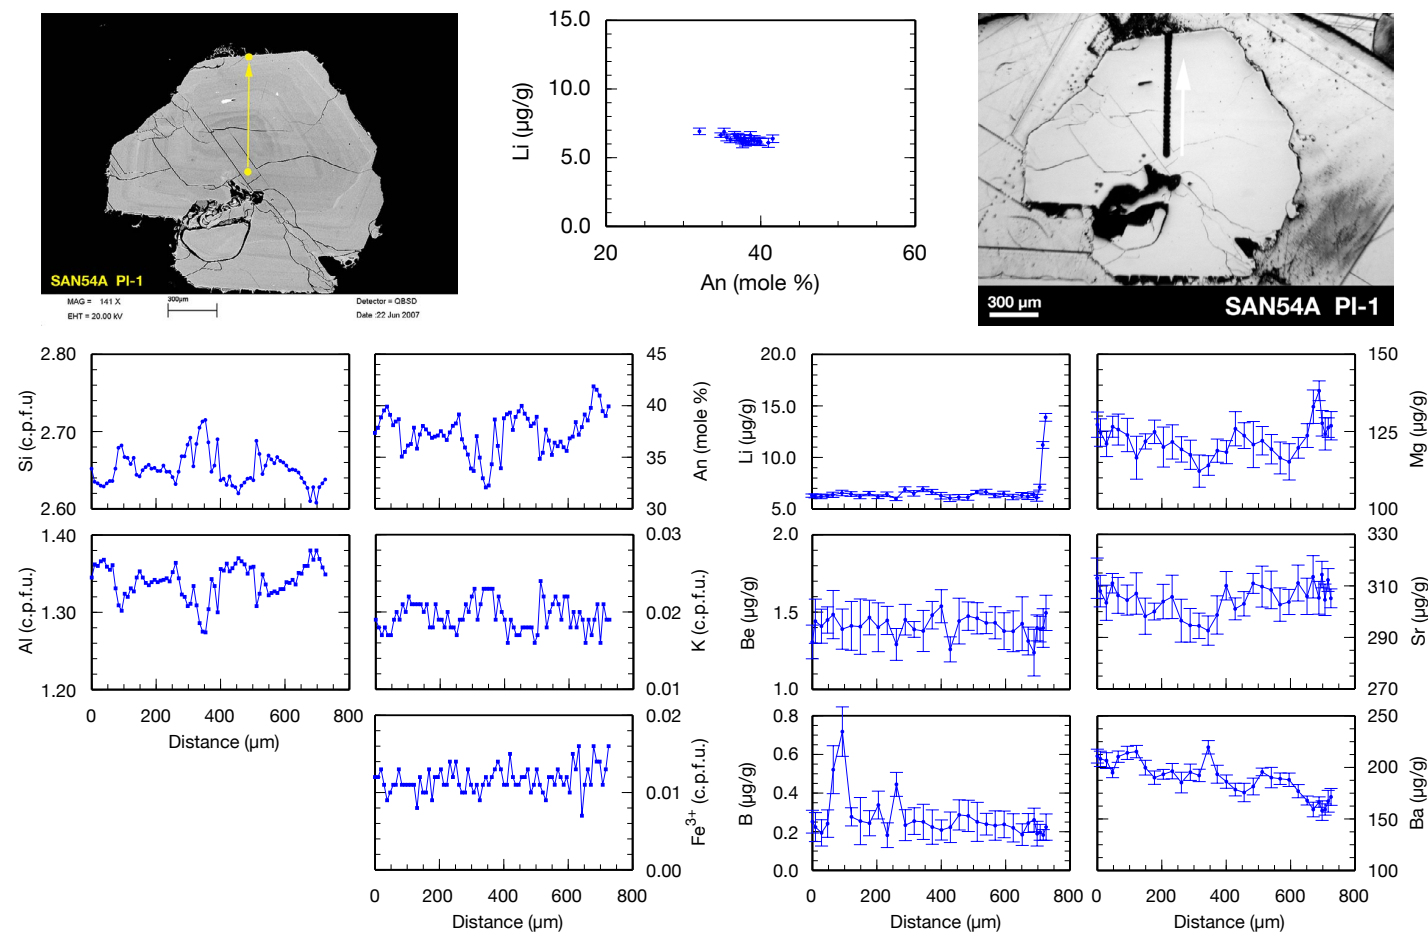 SAN54A PI-1
MAG = 141 X
300µm
Detector = QBSD
EHT = 20.00 kV
Date :22 Jun 2007
15.0
10.0
5.0
0.0
Li (µg/g)
20
40
60
An (mole %)
300 µm
SAN54A PI-1
2.80
2.70
2.60
Si (c.p.f.u)
45
40
35
30
An (mole %)
20.0
15.0
10.0
5.0
Li (µg/g)
150
125
100
Mg (µg/g)
1.40
1.30
1.20
Al (c.p.f.u.)
0
200
400
600
800
Distance (µm)
0.03
0.02
0.01
K (c.p.f.u.)
2.0
1.5
1.0
Be (µg/g)
330
310
290
270
Sr (µg/g)
0.02
0.01
0.00
Fe3+ (c.p.f.u.)
0
200
400
600
800
Distance (µm)
0.8
0.6
0.4
0.2
0.0
B (µg/g)
0
200
400
600
800
Distance (µm)
250
200
150
100
Ba (µg/g)
0
200
400
600
800
Distance (µm)